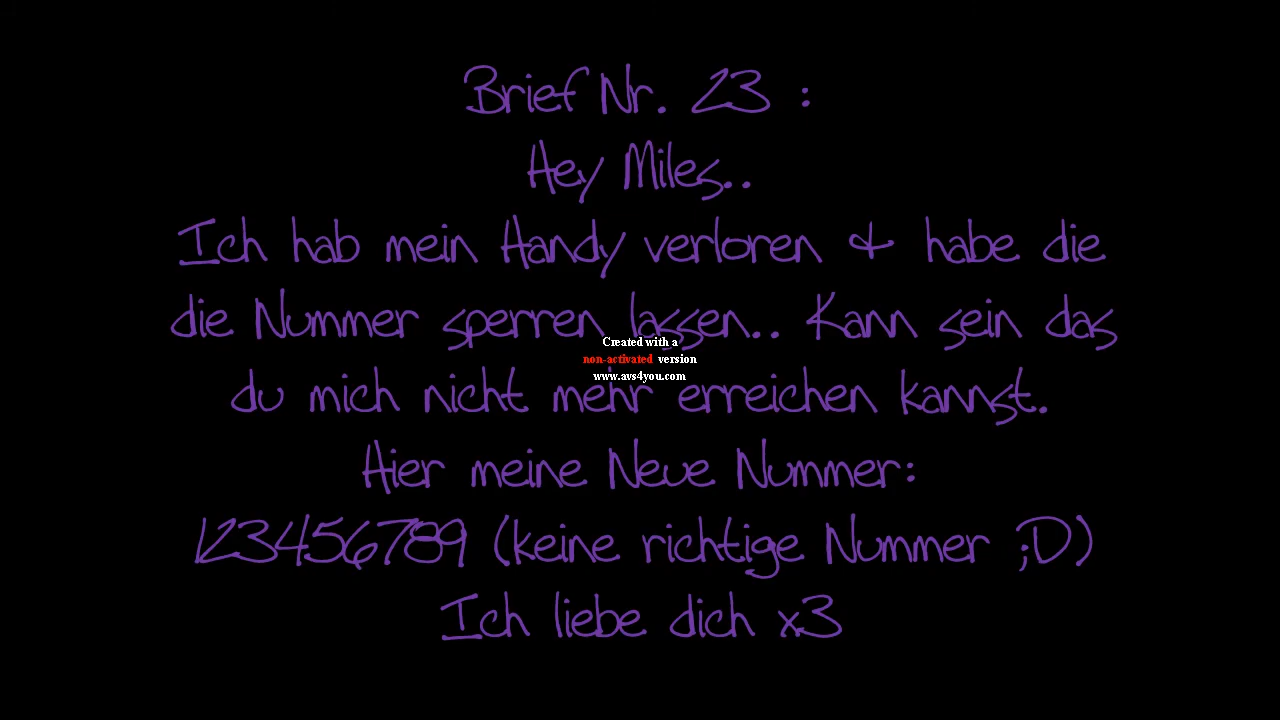 Brief Nr. 23 :
Hey Miles..
Ich hab mein Handy verloren & habe die
die Nummer sperren lassen.. Kann sein das
Created with a
non-activated version
www.avs4you.com
du mich nicht mehr erreichen kannst.
Hier meine Neue Nummer:
123456789 (keine richtige Nummer ;D)
Ich liebe dich x3